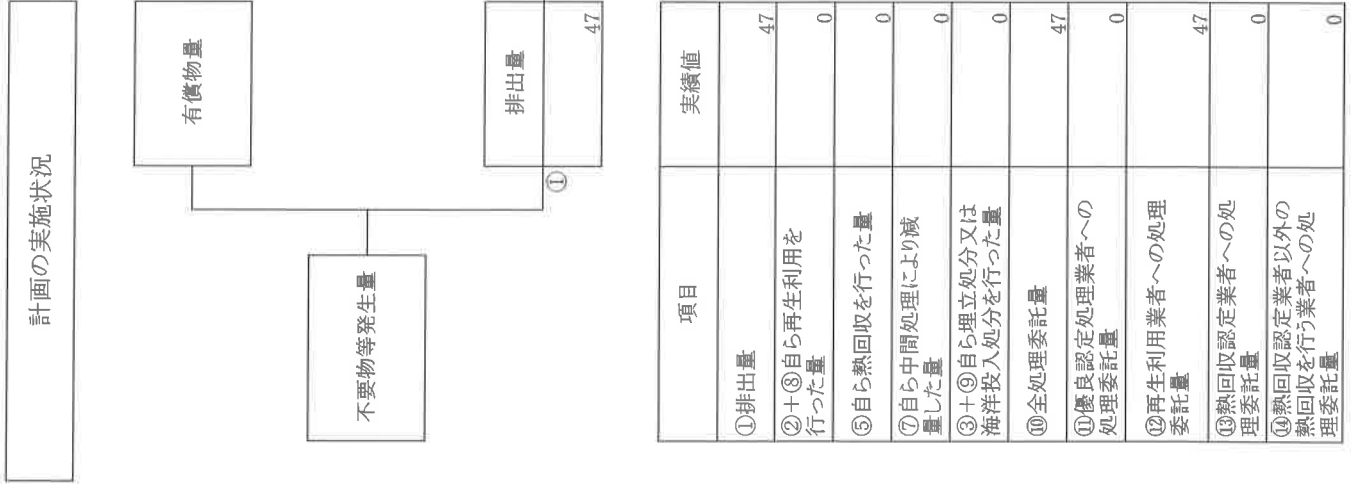 計画の実施状況
有償物量
不要物等発生量
排出量
①
47
項目
実績値
①排出量
47
②+⑧自ら再生利用を
行った量
0
⑤自ら熱回収を行った量
0
⑦自ら中間処理により減
量した量
0
③+⑨自ら埋立処分又は
海洋投入処分を行った量
0
⑩全処理委託量
47
⑪優良認定処理業者への
処理委託量
0
⑫再生利用業者への処理
委託量
47
⑬熱回収認定業者への処
理委託量
0
⑭熱回収認定業者以外の
熱回収を行う業者への処
理委託量
0